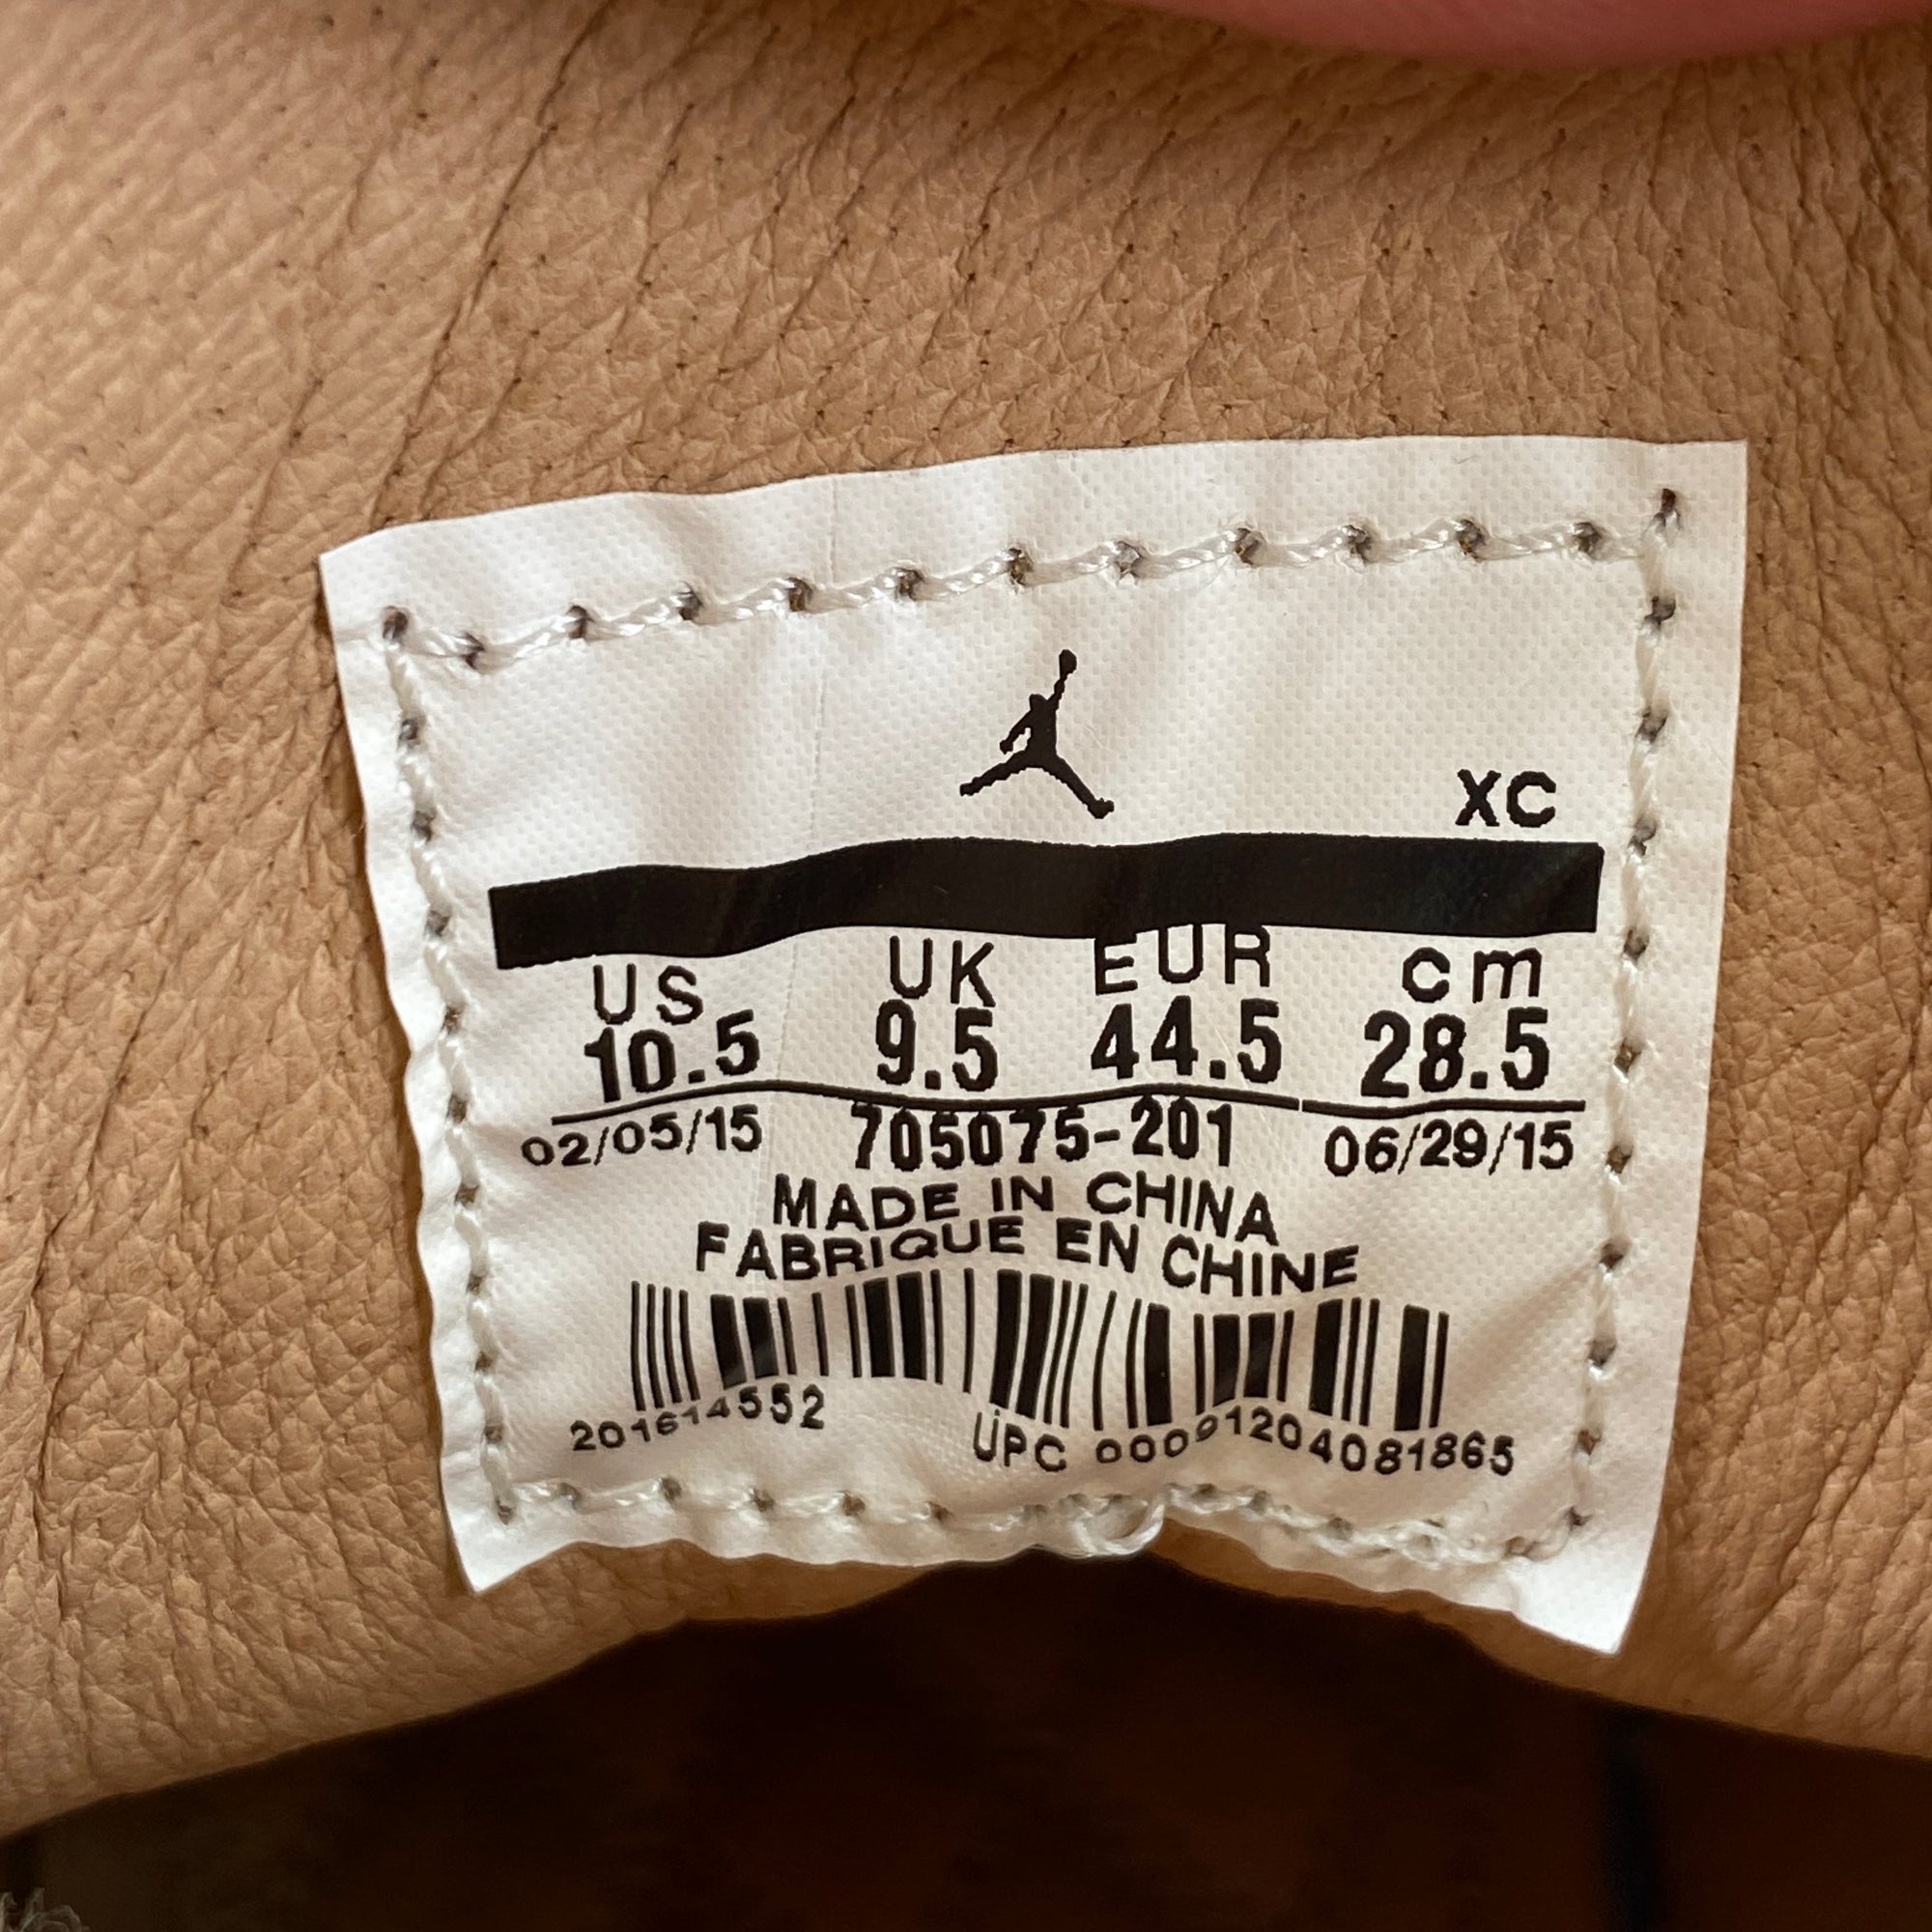 XC
US UK EUR cm
10.5 9.5 44.5 28.5
02/05/15 705075-201 06/29/15
MADE IN CHINA
FABRIQUE EN CHINE
201614552 UPC 00091204081865